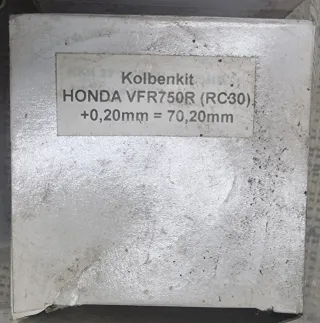 Kolbenkit
HONDA VFR750R (RC30)
+0,20mm = 70,20mm